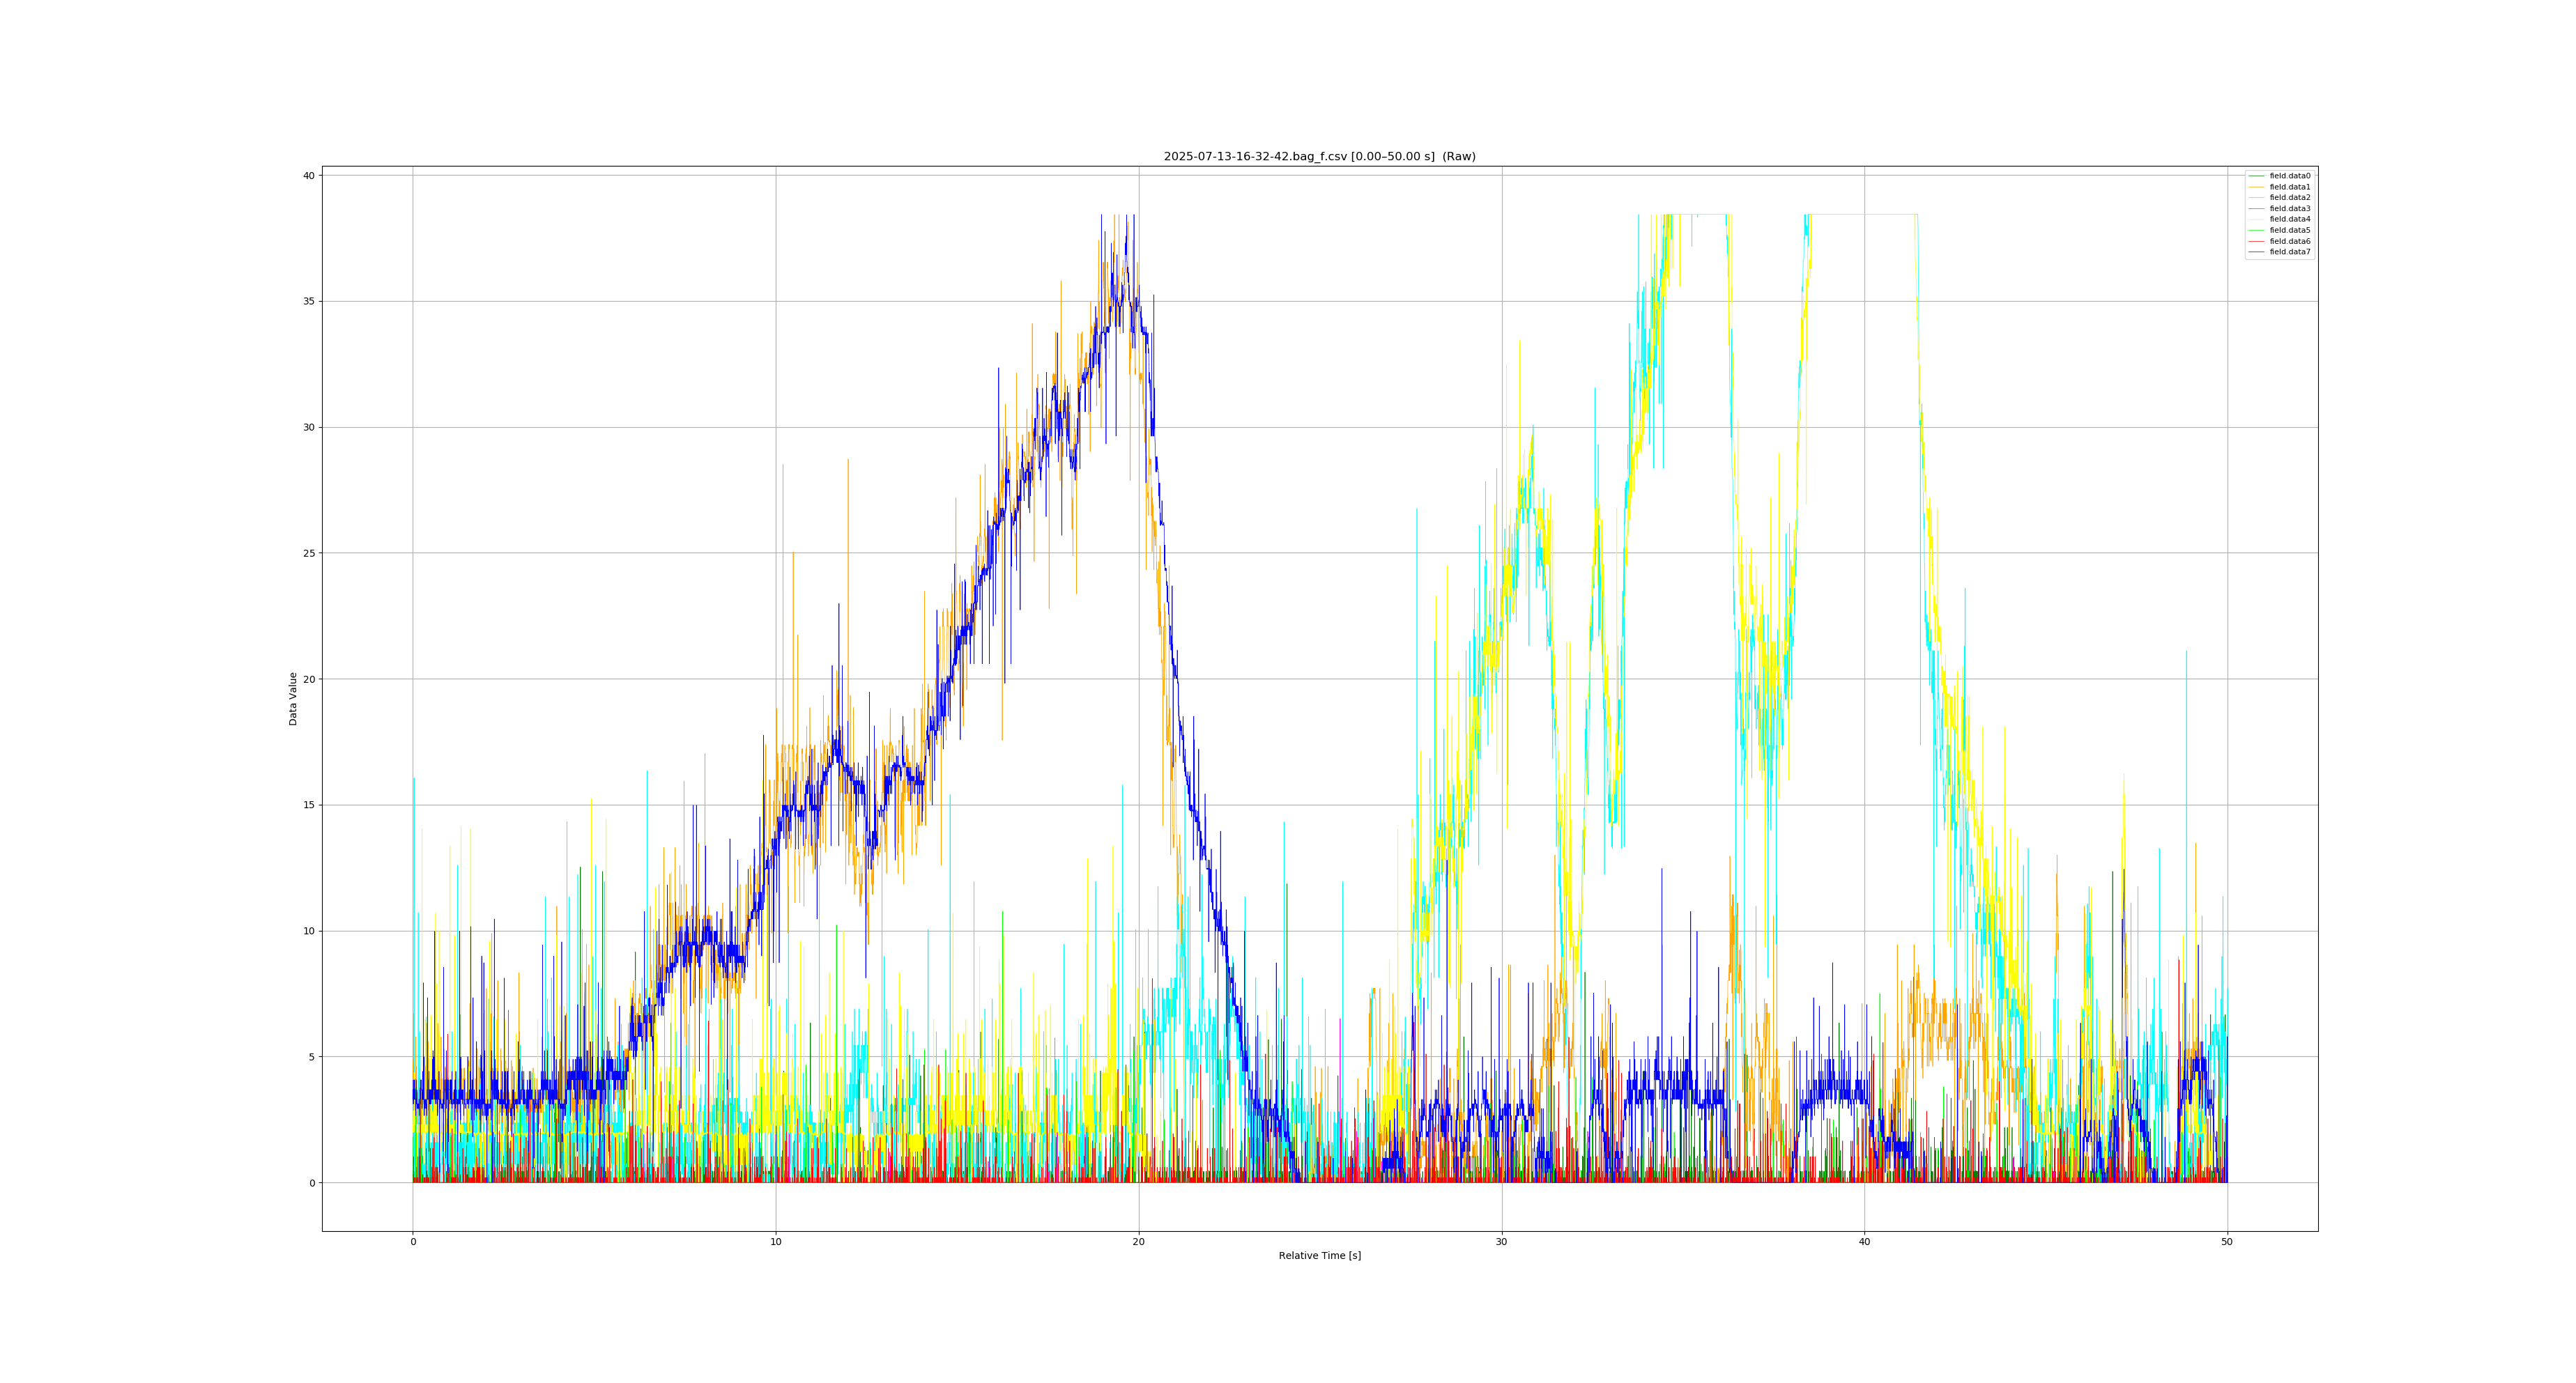 2025-07-13-16-32-42.bag_f.csv [0.00–50.00 s]  (Raw)
40
35
30
25
20
15
10
5
0
Data Value
0 10 20 30 40 50
Relative Time [s]
field.data0
field.data1
field.data2
field.data3
field.data4
field.data5
field.data6
field.data7